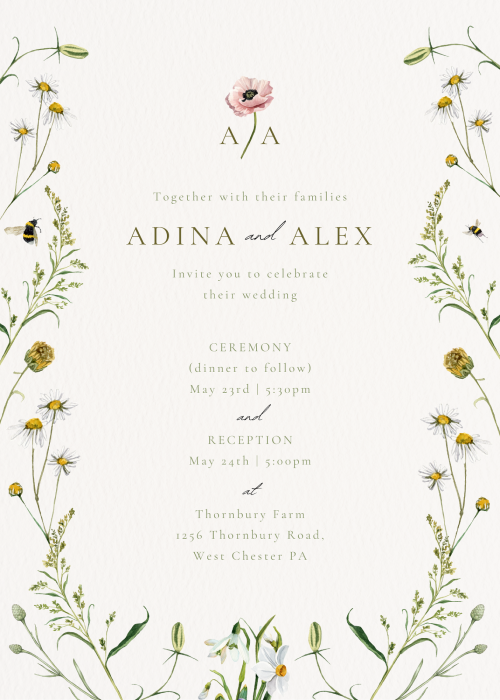 A A
Together with their families
ADINA and ALEX
Invite you to celebrate
their wedding
CEREMONY
(dinner to follow)
May 23rd | 5:30pm
and
RECEPTION
May 24th | 5:00pm
at
Thornbury Farm
1256 Thornbury Road,
West Chester PA